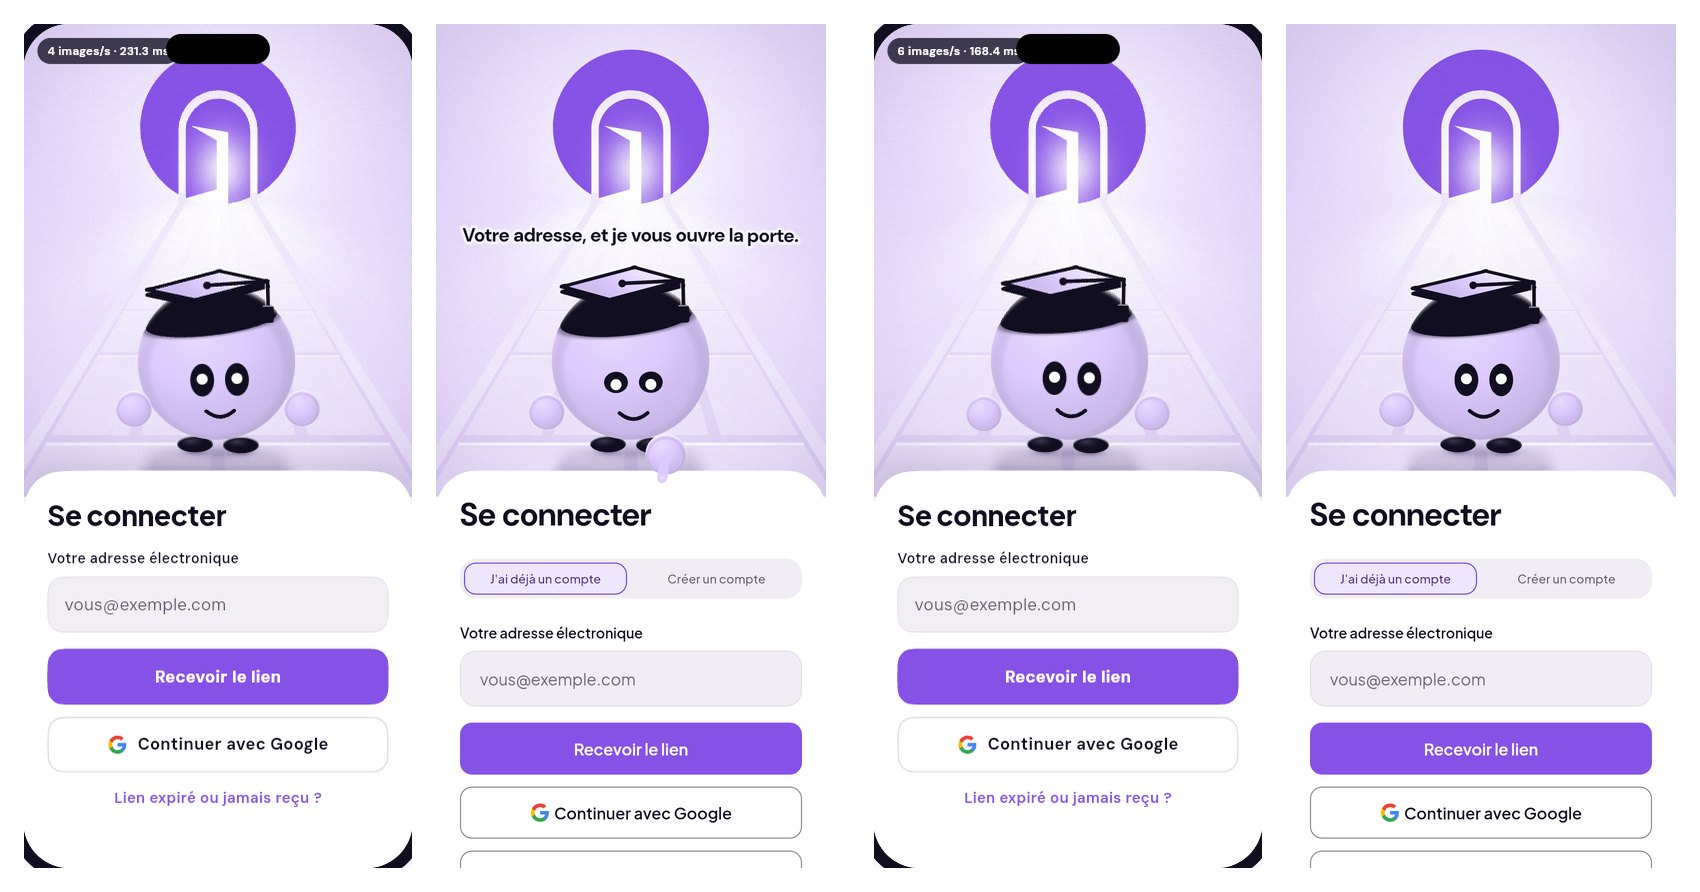 4 images/s · 231.3 ms
Se connecter
Votre adresse électronique
vous@exemple.com
Recevoir le lien
Continuer avec Google
Lien expiré ou jamais reçu ?
Votre adresse, et je vous ouvre la porte.
Se connecter
J'ai déjà un compte
Créer un compte
Votre adresse électronique
vous@exemple.com
Recevoir le lien
Continuer avec Google
6 images/s · 168.4 ms
Se connecter
Votre adresse électronique
vous@exemple.com
Recevoir le lien
Continuer avec Google
Lien expiré ou jamais reçu ?
Se connecter
J'ai déjà un compte
Créer un compte
Votre adresse électronique
vous@exemple.com
Recevoir le lien
Continuer avec Google